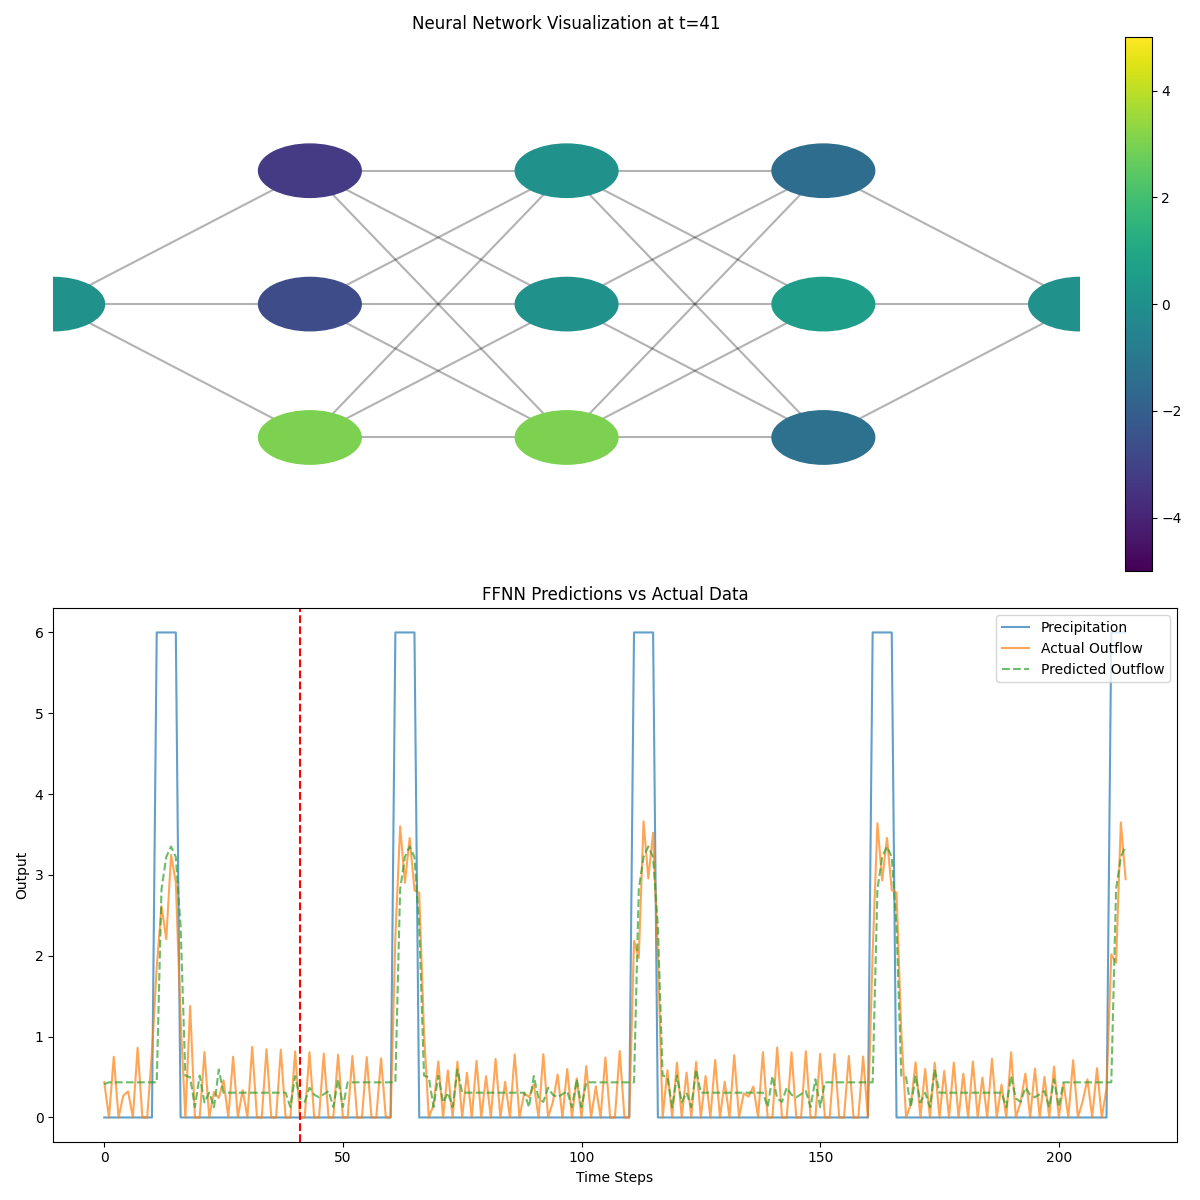 Neural Network Visualization at t=41
4
2
0
−2
−4
FFNN Predictions vs Actual Data
Precipitation
Actual Outflow
Predicted Outflow
6
5
4
3
2
1
0
Output
0 50 100 150 200
Time Steps